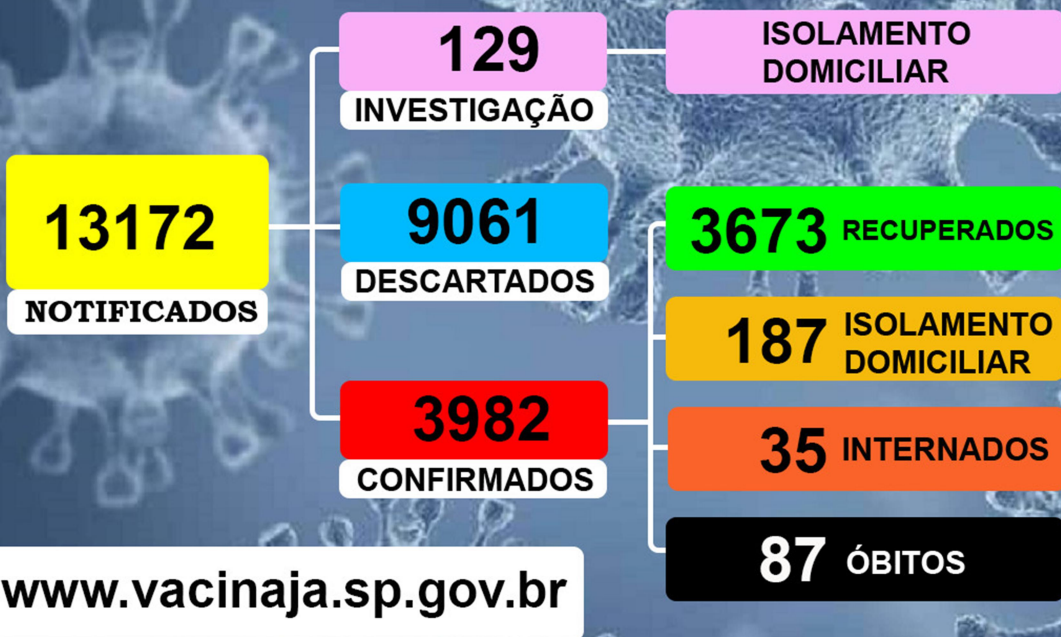 13172
NOTIFICADOS
129
INVESTIGAÇÃO
ISOLAMENTO
DOMICILIAR
9061
DESCARTADOS
3982
CONFIRMADOS
3673 RECUPERADOS
187 ISOLAMENTO
DOMICILIAR
35 INTERNADOS
87 ÓBITOS
www.vacinaja.sp.gov.br